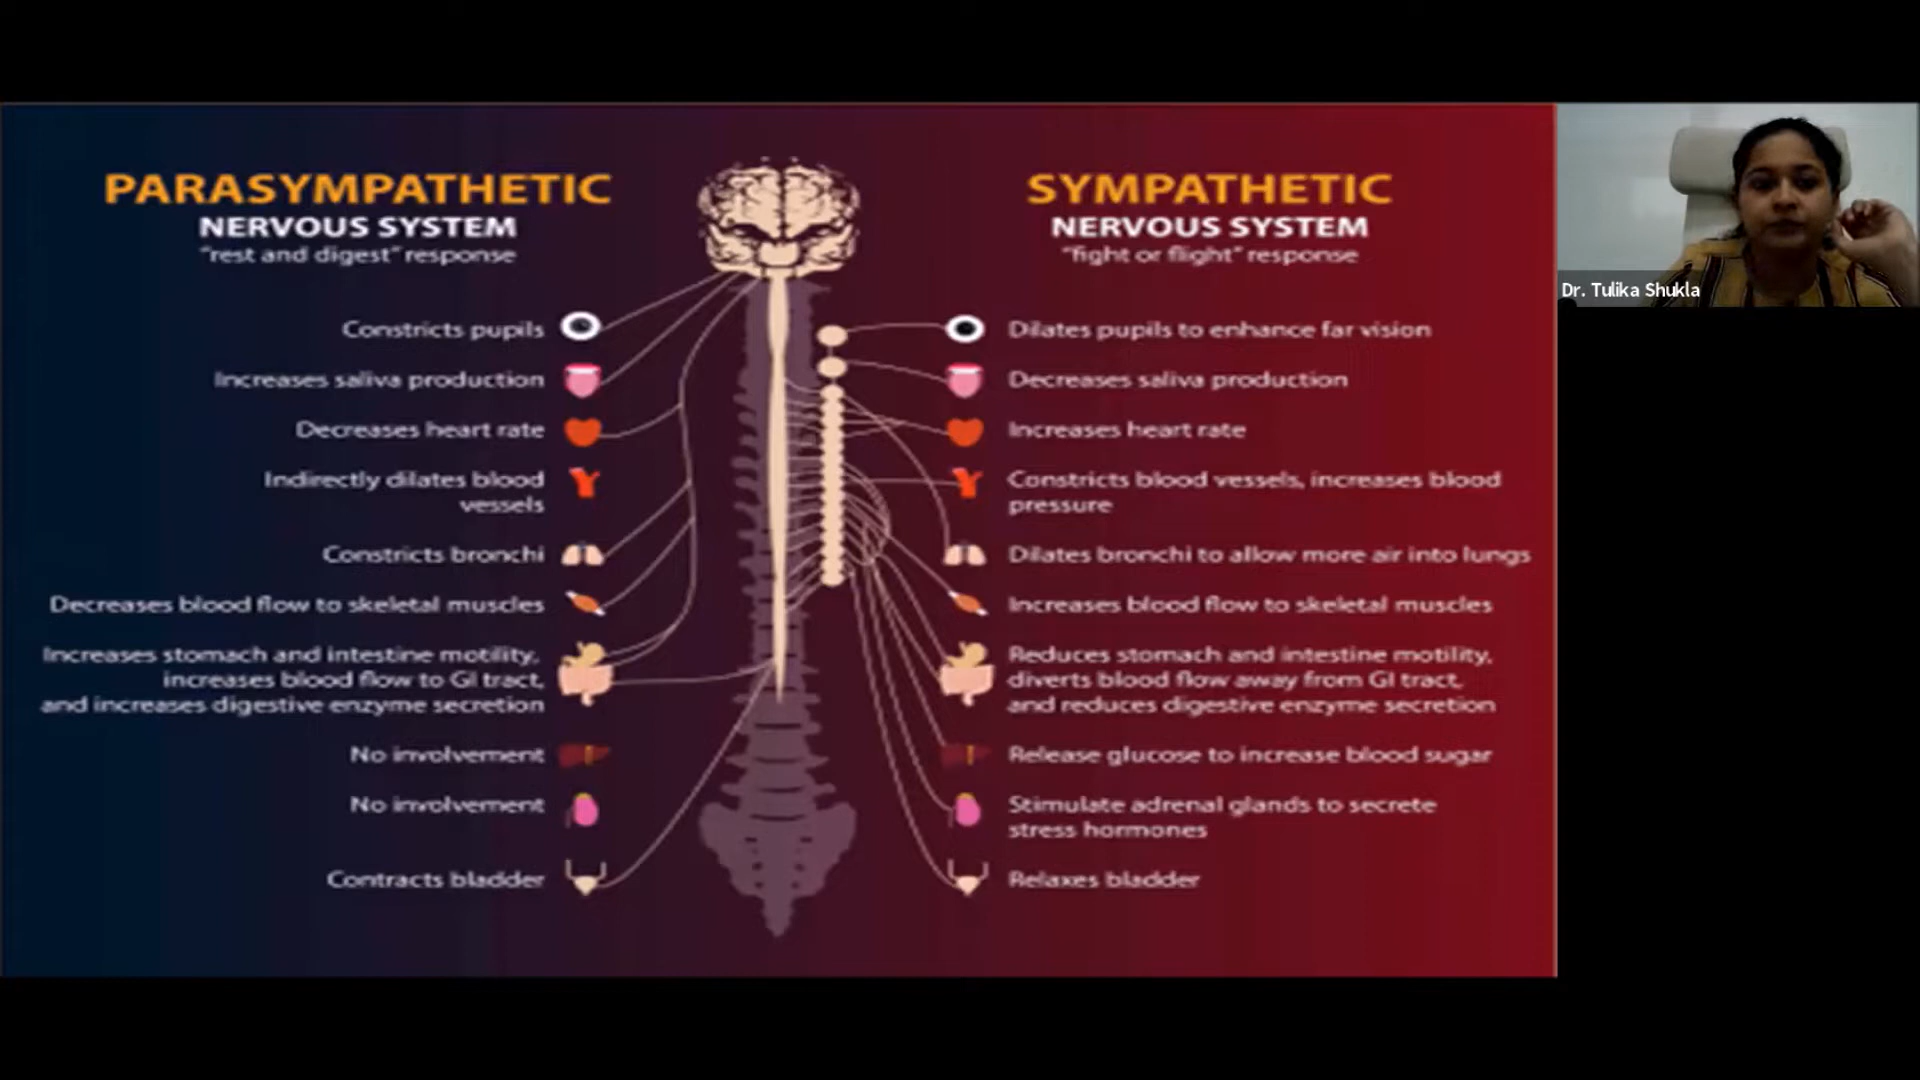 PARASYMPATHETIC
NERVOUS SYSTEM
"rest and digest" response
Constricts pupils
Increases saliva production
Decreases heart rate
Indirectly dilates blood
vessels
Constricts bronchi
Decreases blood flow to skeletal muscles
Increases stomach and intestine motility,
increases blood flow to GI tract,
and increases digestive enzyme secretion
No involvement
No involvement
Contracts bladder
SYMPATHETIC
NERVOUS SYSTEM
"fight or flight" response
Dilates pupils to enhance far vision
Decreases saliva production
Increases heart rate
Constricts blood vessels, increases blood
pressure
Dilates bronchi to allow more air into lungs
Increases blood flow to skeletal muscles
Reduces stomach and intestine motility,
diverts blood flow away from GI tract,
and reduces digestive enzyme secretion
Release glucose to increase blood sugar
Stimulate adrenal glands to secrete
stress hormones
Relaxes bladder
Dr. Tulika Shukla